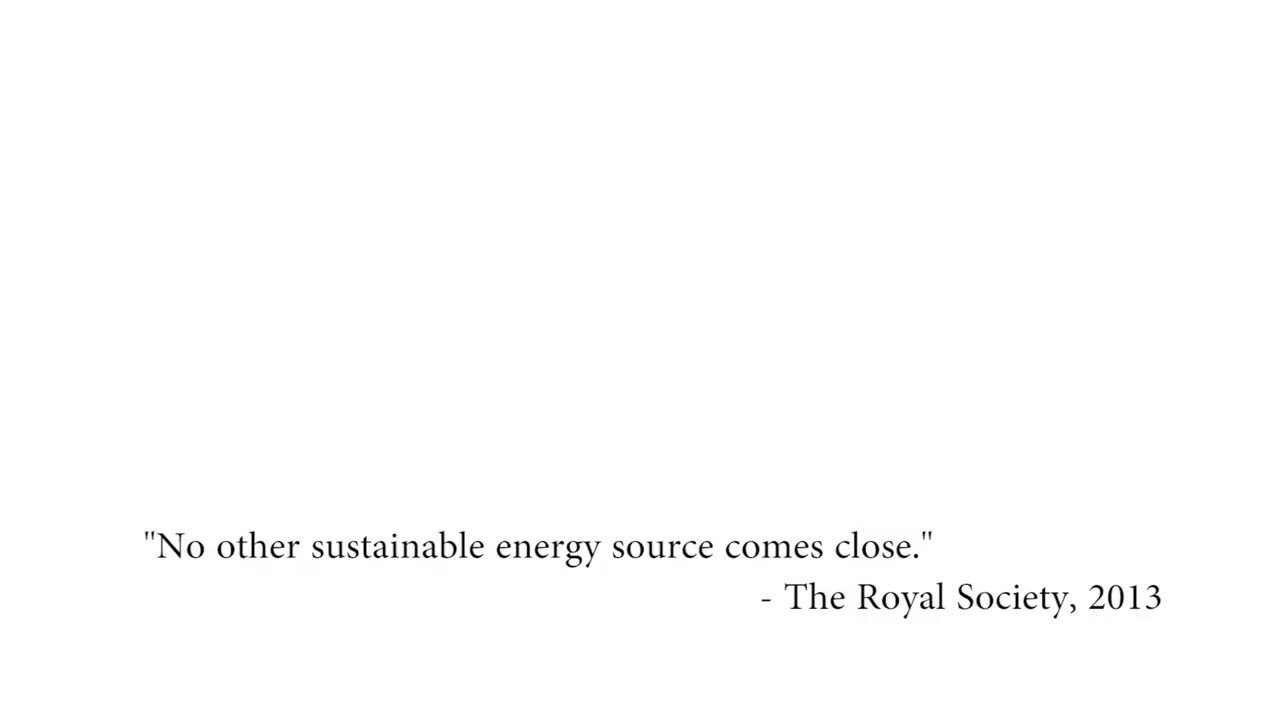 "No other sustainable energy source comes close."
- The Royal Society, 2013